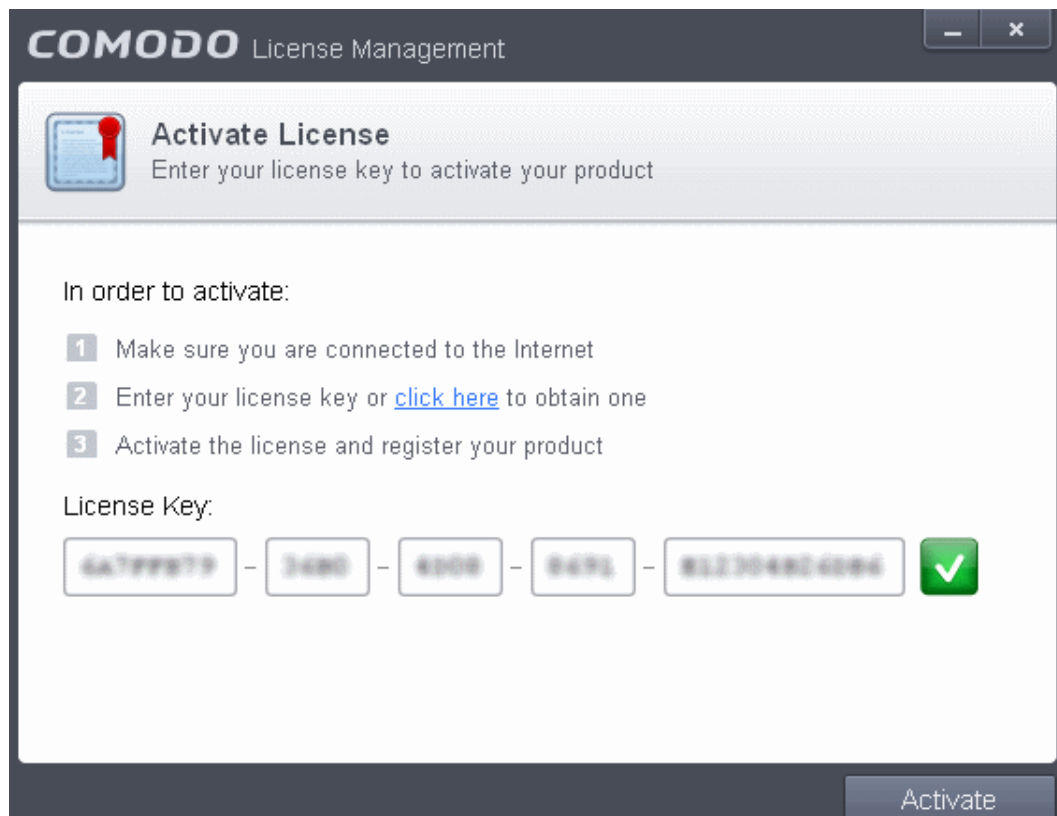 COMODO License Management
Activate License
Enter your license key to activate your product
In order to activate:
1 Make sure you are connected to the Internet
2 Enter your license key or click here to obtain one
3 Activate the license and register your product
License Key:
- - - -
Activate